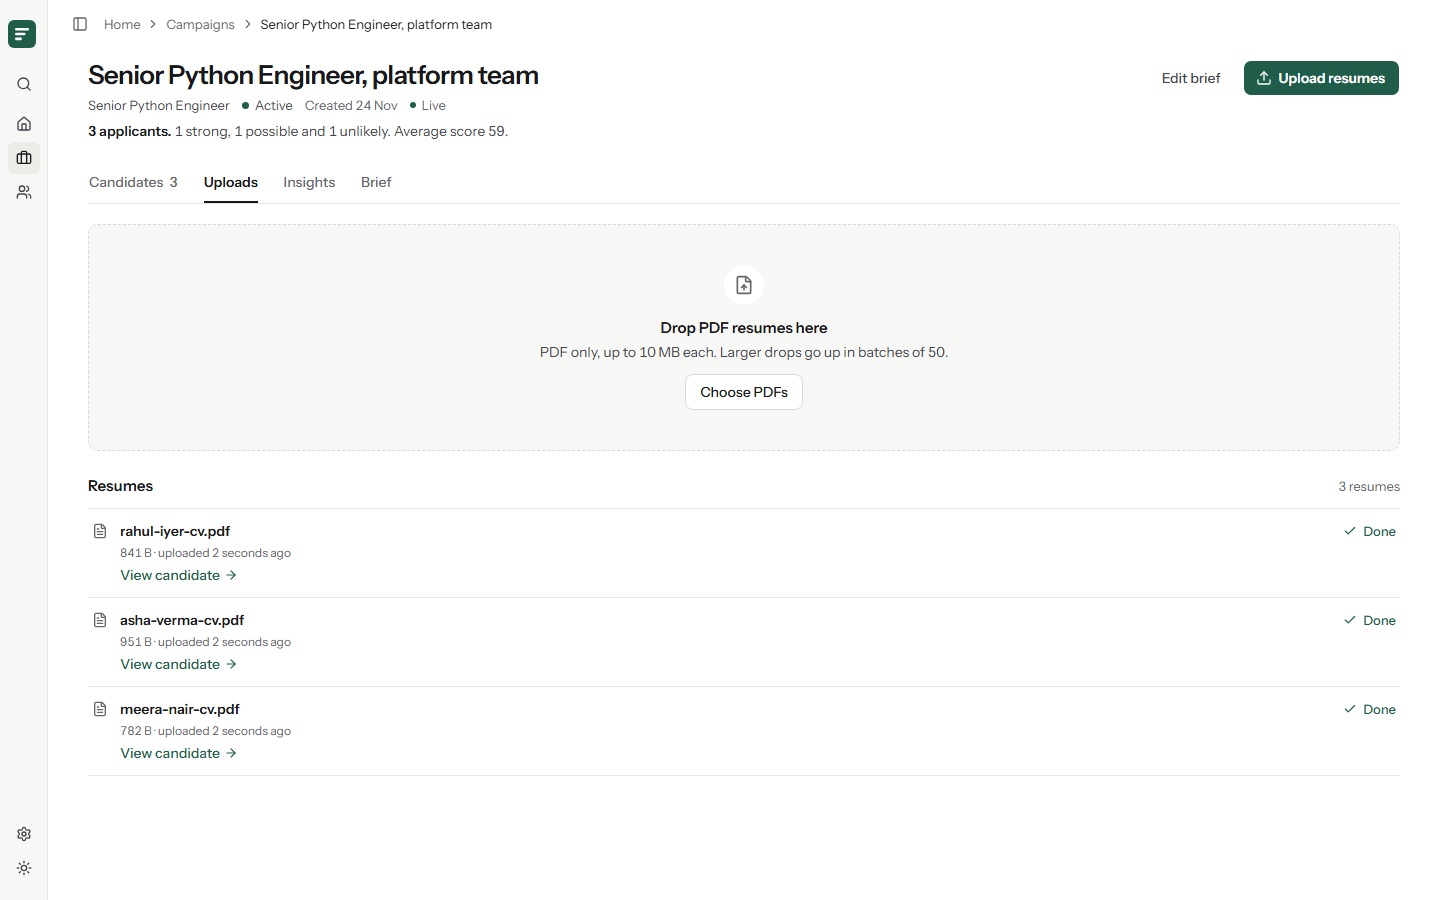 Home > Campaigns > Senior Python Engineer, platform team
Senior Python Engineer, platform team
Edit brief
Upload resumes
Senior Python Engineer • Active Created 24 Nov • Live
3 applicants. 1 strong, 1 possible and 1 unlikely. Average score 59.
Candidates 3 Uploads Insights Brief
Drop PDF resumes here
PDF only, up to 10 MB each. Larger drops go up in batches of 50.
Choose PDFs
Resumes
3 resumes
rahul-iyer-cv.pdf
Done
841 B · uploaded 2 seconds ago
View candidate →
asha-verma-cv.pdf
Done
951 B · uploaded 2 seconds ago
View candidate →
meera-nair-cv.pdf
Done
782 B · uploaded 2 seconds ago
View candidate →